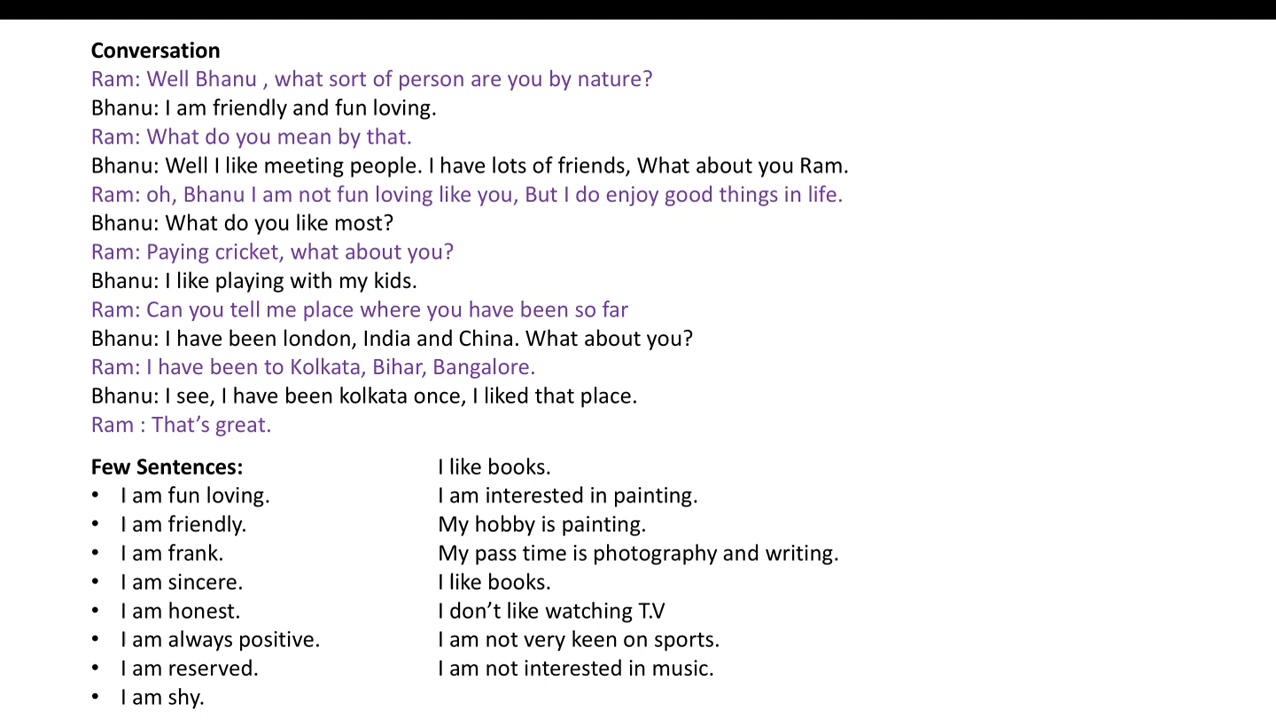 Conversation
Ram: Well Bhanu , what sort of person are you by nature?
Bhanu: I am friendly and fun loving.
Ram: What do you mean by that.
Bhanu: Well I like meeting people. I have lots of friends, What about you Ram.
Ram: oh, Bhanu I am not fun loving like you, But I do enjoy good things in life.
Bhanu: What do you like most?
Ram: Paying cricket, what about you?
Bhanu: I like playing with my kids.
Ram: Can you tell me place where you have been so far
Bhanu: I have been london, India and China. What about you?
Ram: I have been to Kolkata, Bihar, Bangalore.
Bhanu: I see, I have been kolkata once, I liked that place.
Ram : That’s great.
Few Sentences:
• I am fun loving.
• I am friendly.
• I am frank.
• I am sincere.
• I am honest.
• I am always positive.
• I am reserved.
• I am shy.
I like books.
I am interested in painting.
My hobby is painting.
My pass time is photography and writing.
I like books.
I don’t like watching T.V
I am not very keen on sports.
I am not interested in music.